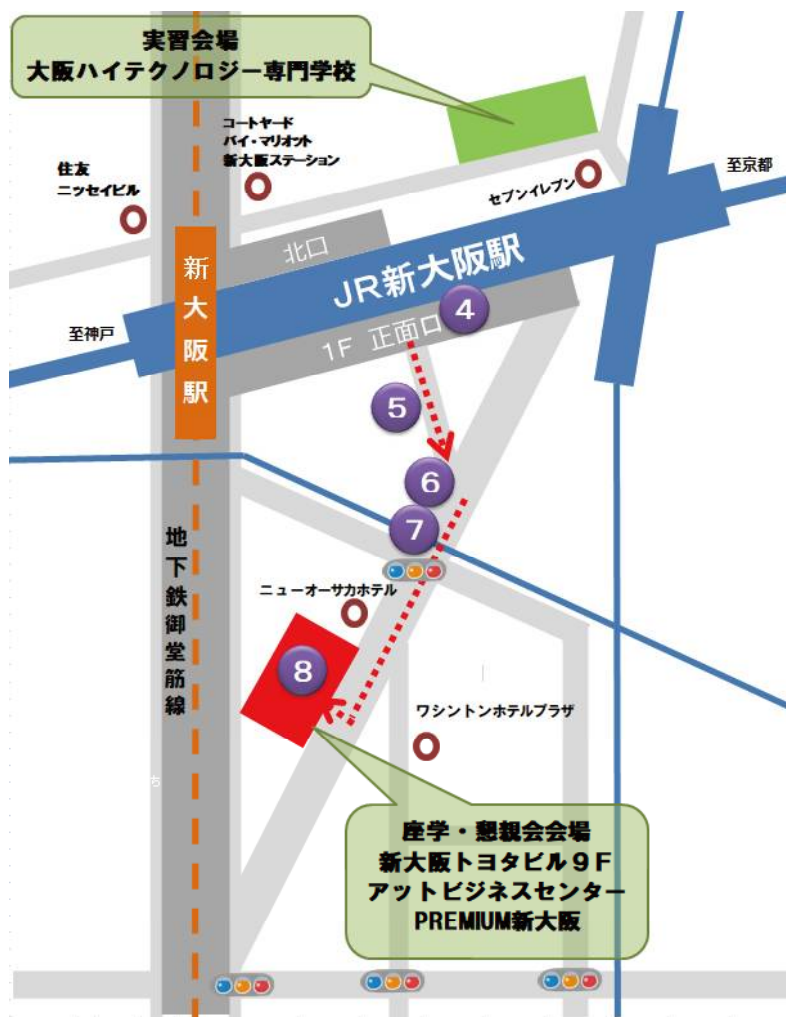 実習会場
大阪ハイテクノロジー専門学校
コートヤード
バイ・マリオット
新大阪ステーション
住友
ニッセイビル
セブンイレブン
至京都
北口
新大阪駅
JR新大阪駅
4
至神戸
1F 正面口
5
6
7
地下鉄御堂筋線
ニューオーサカホテル
8
ワシントンホテルプラザ
ち
座学・懇親会会場
新大阪トヨタビル9F
アットビジネスセンター
PREMIUM新大阪